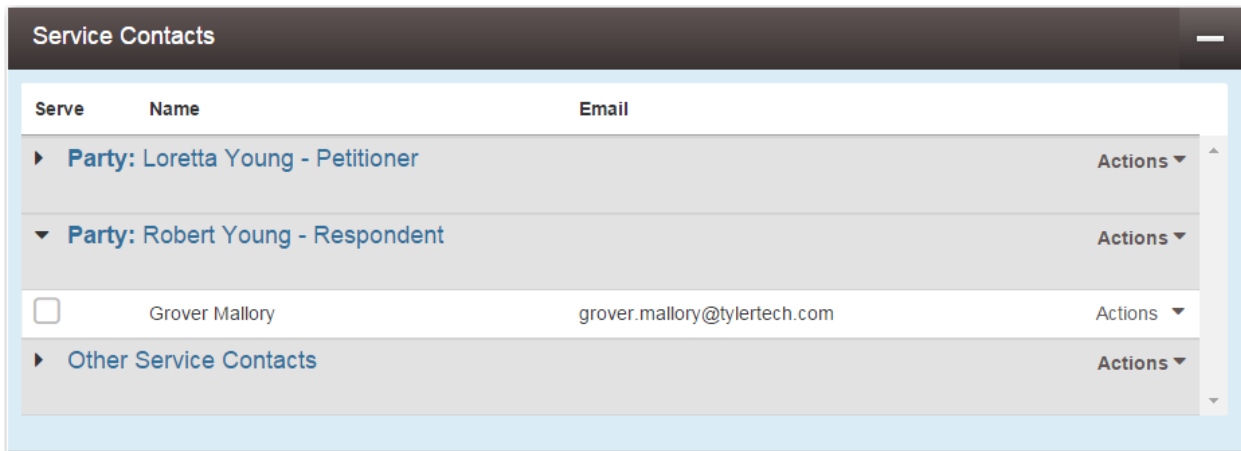 Service Contacts
Serve Name Email
Party: Loretta Young - Petitioner Actions
Party: Robert Young - Respondent Actions
Grover Mallory grover.mallory@tylertech.com Actions
Other Service Contacts Actions